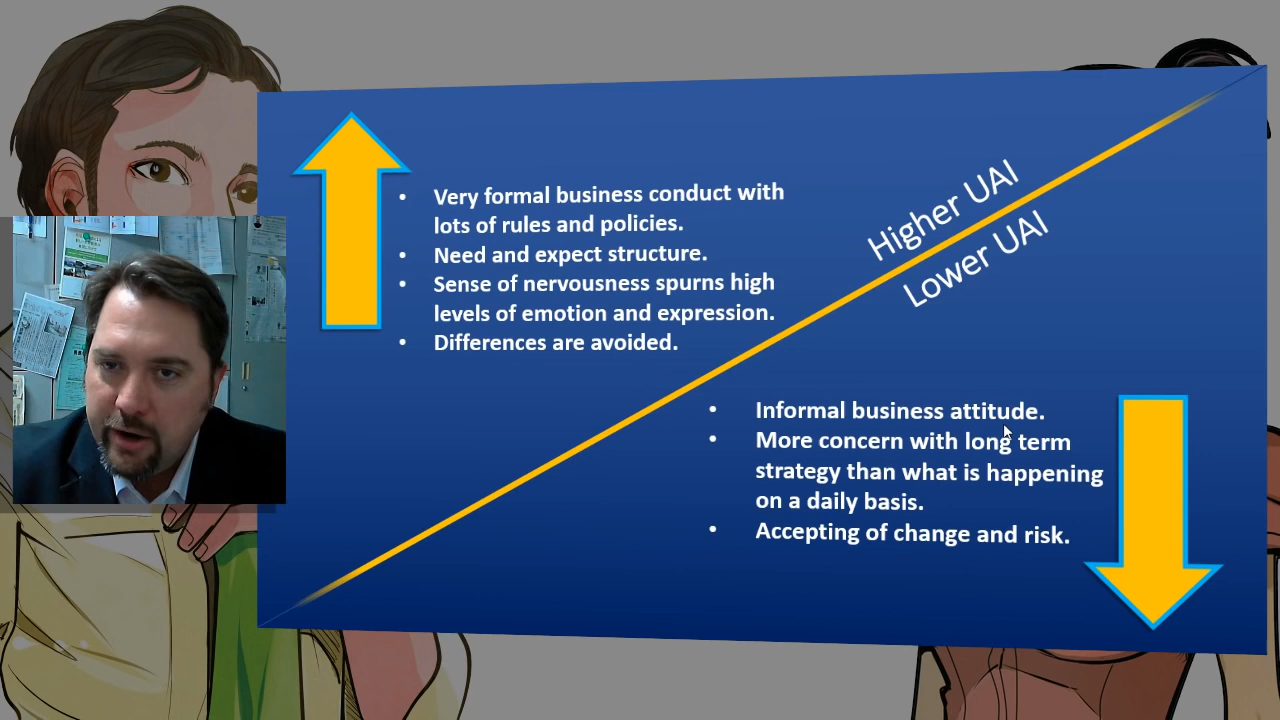 Higher UAI
Lower UAI
• Very formal business conduct with
lots of rules and policies.
• Need and expect structure.
• Sense of nervousness spurns high
levels of emotion and expression.
• Differences are avoided.
• Informal business attitude.
• More concern with long term
strategy than what is happening
on a daily basis.
• Accepting of change and risk.